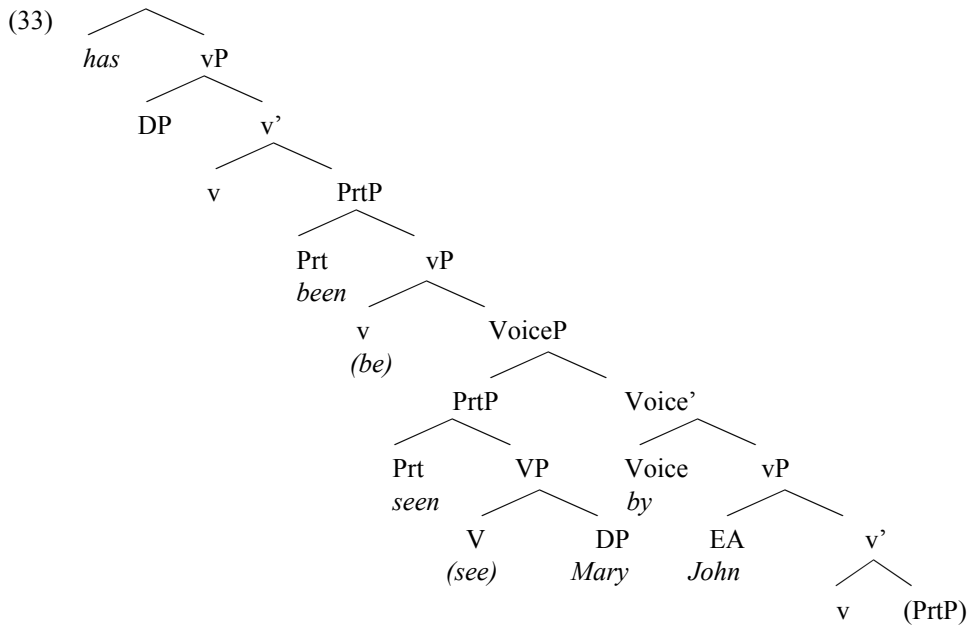 (33)
has vP
DP v’
v PrtP
Prt vP
been
v VoiceP
(be)
PrtP Voice’
Prt VP Voice vP
seen by
V DP EA v’
(see) Mary John
v (PrtP)